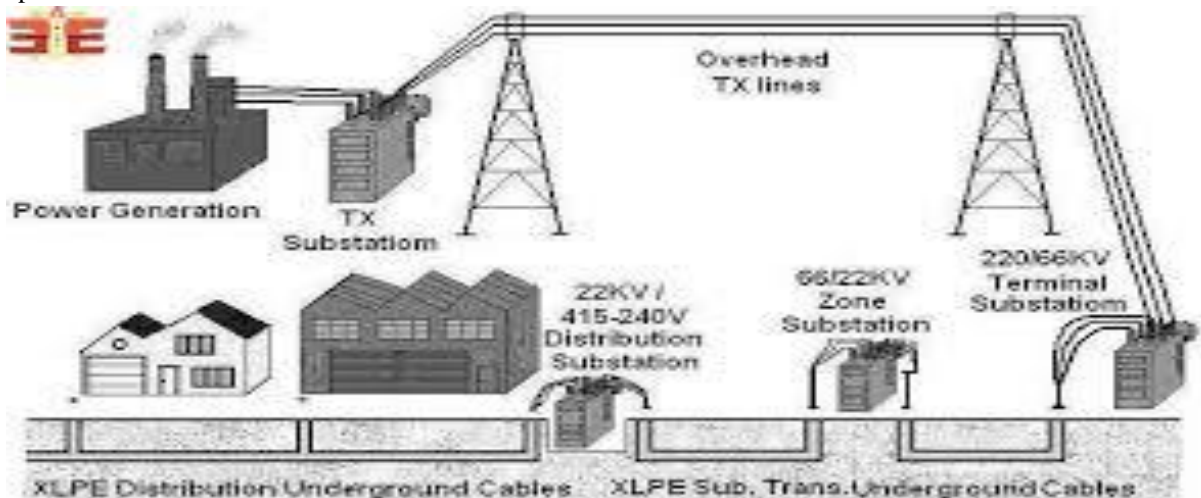 Overhead
TX lines
Power Generation
TX
Substatiom
220/66KV
Terminal
Substatiom
66/22KV
Zone
Substation
22KV /
415-240V
Distribution
Substation
XLPE Distribution Underground Cables
XLPE Sub. Trans. Underground Cables